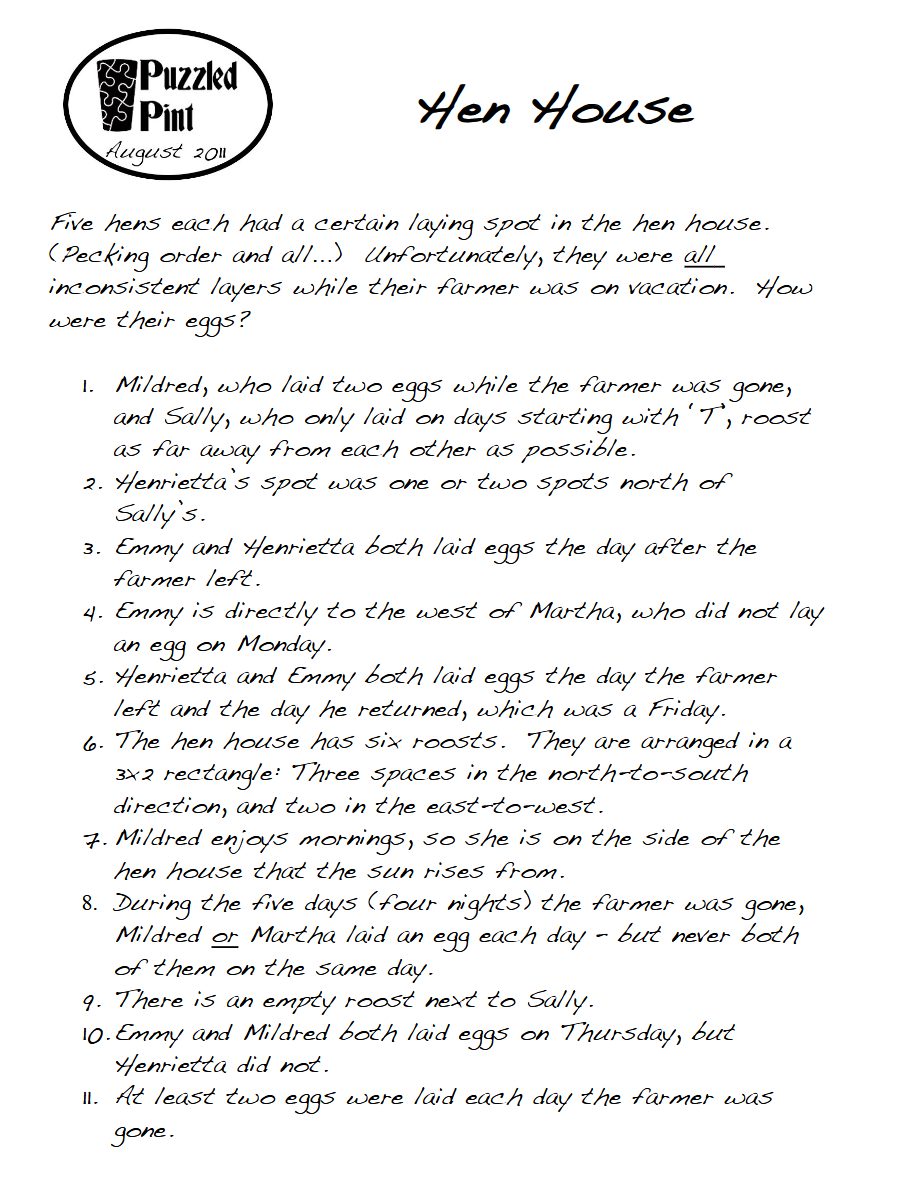 Puzzled
Pint
August 2011
Hen House
Five hens each had a certain laying spot in the hen house.
(Pecking order and all...) Unfortunately, they were all
inconsistent layers while their farmer was on vacation. How
were their eggs?
1. Mildred, who laid two eggs while the farmer was gone,
and Sally, who only laid on days starting with 'T', roost
as far away from each other as possible.
2. Henrietta's spot was one or two spots north of
Sally's.
3. Emmy and Henrietta both laid eggs the day after the
farmer left.
4. Emmy is directly to the west of Martha, who did not lay
an egg on Monday.
5. Henrietta and Emmy both laid eggs the day the farmer
left and the day he returned, which was a Friday.
6. The hen house has six roosts. They are arranged in a
3x2 rectangle: Three spaces in the north-to-south
direction, and two in the east-to-west.
7. Mildred enjoys mornings, so she is on the side of the
hen house that the sun rises from.
8. During the five days (four nights) the farmer was gone,
Mildred or Martha laid an egg each day - but never both
of them on the same day.
9. There is an empty roost next to Sally.
10. Emmy and Mildred both laid eggs on Thursday, but
Henrietta did not.
11. At least two eggs were laid each day the farmer was
gone.